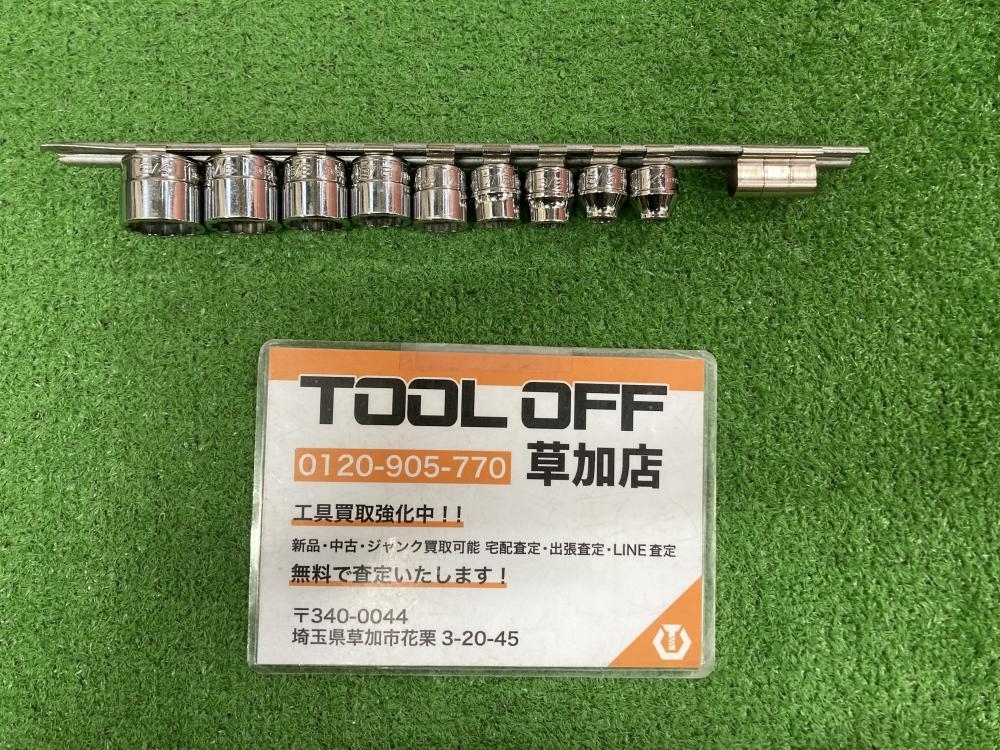 TOOL OFF
0120-905-770 草加店
工具買取強化中！！
新品・中古・ジャンク買取可能 宅配査定・出張査定・LINE査定
無料で査定いたします！
〒340-0044
埼玉県草加市花栗 3-20-45